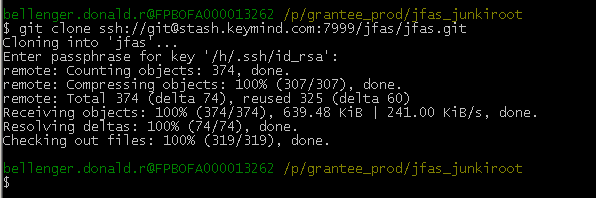 bellenger.donald.r@FPBOFA000013262 /p/grantee_prod/jfas_junkiroot
$ git clone ssh://git@stash.keymind.com:7999/jfas/jfas.git
Cloning into 'jfas'...
Enter passphrase for key '/h/.ssh/id_rsa':
remote: Counting objects: 374, done.
remote: Compressing objects: 100% (307/307), done.
remote: Total 374 (delta 74), reused 325 (delta 60)
Receiving objects: 100% (374/374), 639.48 KiB | 241.00 KiB/s, done.
Resolving deltas: 100% (74/74), done.
Checking out files: 100% (319/319), done.
bellenger.donald.r@FPBOFA000013262 /p/grantee_prod/jfas_junkiroot
$